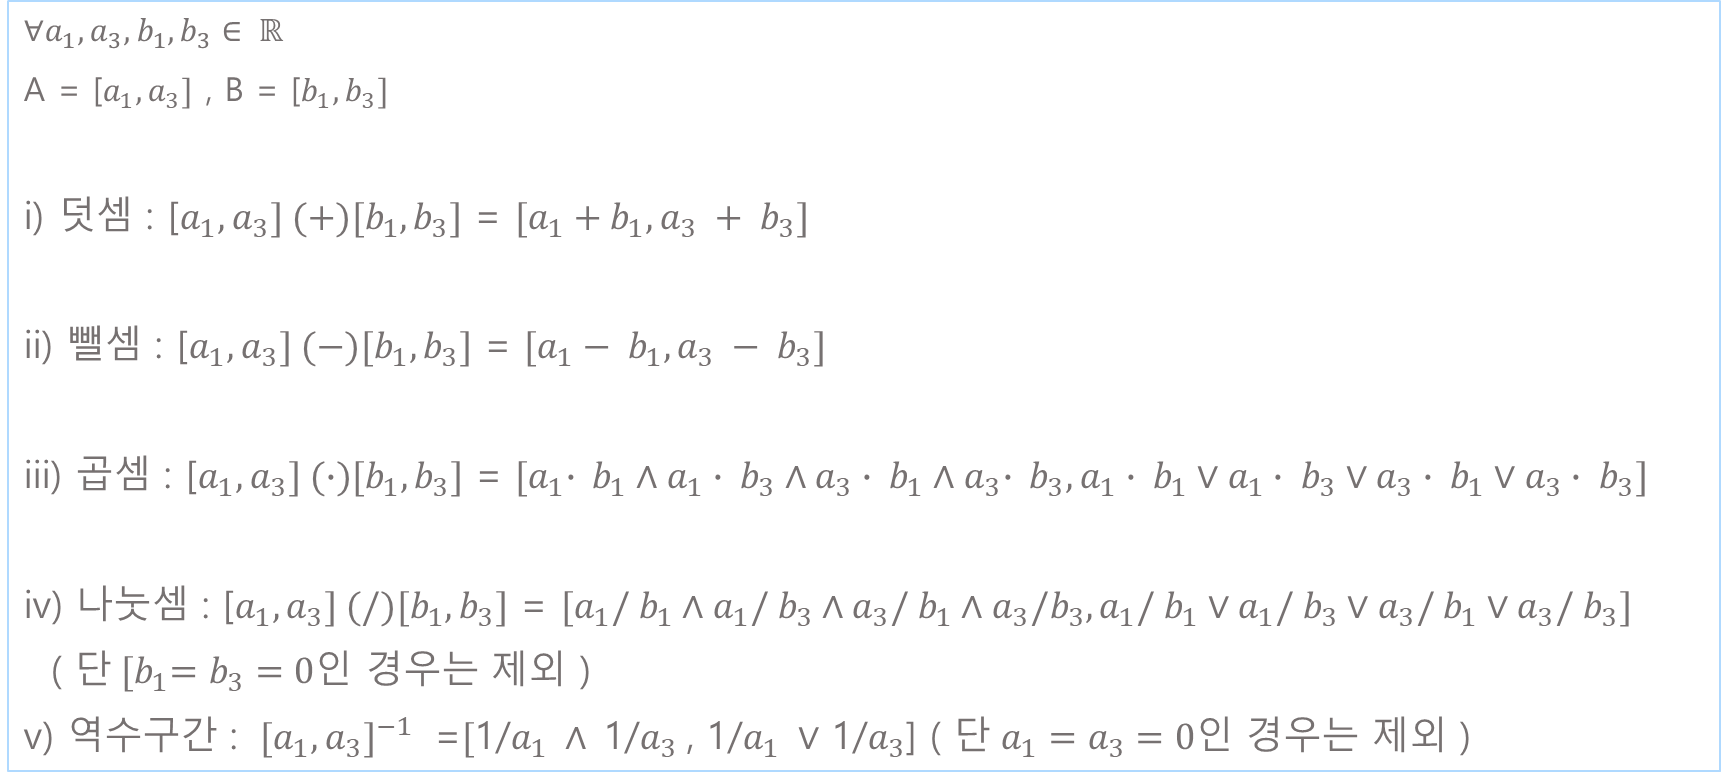 ∀a₁, a₃, b₁, b₃ ∈ ℝ
A = [a₁, a₃] , B = [b₁, b₃]
i) 덧셈 : [a₁, a₃] (+)[b₁, b₃] = [a₁ + b₁, a₃ + b₃]
ii) 뺄셈 : [a₁, a₃] (−)[b₁, b₃] = [a₁ − b₁, a₃ − b₃]
iii) 곱셈 : [a₁, a₃] (·)[b₁, b₃] = [a₁· b₁ ∧ a₁ · b₃ ∧ a₃ · b₁ ∧ a₃· b₃, a₁ · b₁ ∨ a₁ · b₃ ∨ a₃ · b₁ ∨ a₃ · b₃]
iv) 나눗셈 : [a₁, a₃] (/)[b₁, b₃] = [a₁/ b₁ ∧ a₁/ b₃ ∧ a₃/ b₁ ∧ a₃/b₃, a₁/ b₁ ∨ a₁/ b₃ ∨ a₃/ b₁ ∨ a₃/ b₃]
( 단 [b₁= b₃ = 0인 경우는 제외 )
v) 역수구간 : [a₁, a₃]⁻¹ =[1/a₁ ∧ 1/a₃ , 1/a₁ ∨ 1/a₃] ( 단 a₁ = a₃ = 0인 경우는 제외 )